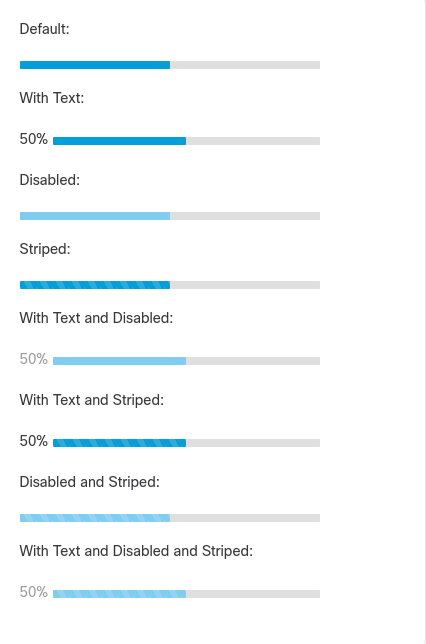 Default:
With Text:
50%
Disabled:
Striped:
With Text and Disabled:
50%
With Text and Striped:
50%
Disabled and Striped:
With Text and Disabled and Striped:
50%